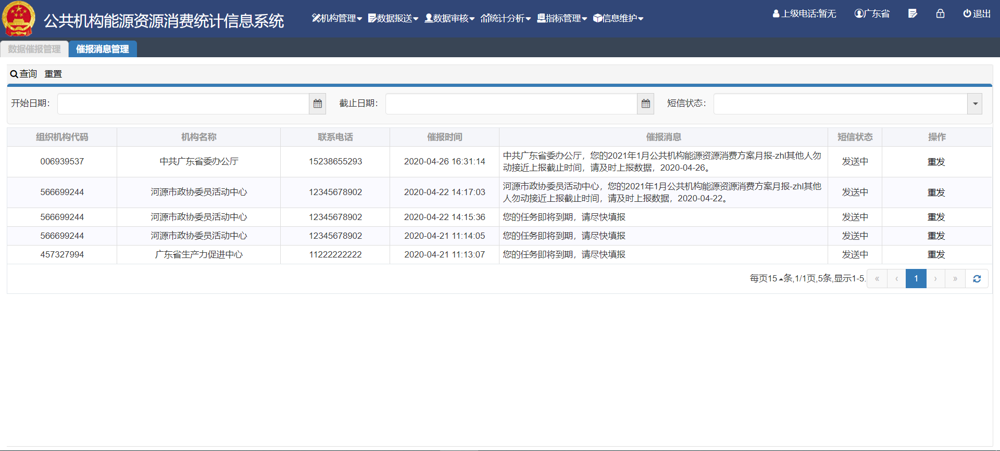 公共机构能源资源消费统计信息系统
机构管理 数据报送 数据审核 统计分析 指标管理 信息维护
上级电话:暂无 广东省 退出
数据催报管理 催报消息管理
查询 重置
开始日期： 截止日期： 短信状态：
组织机构代码 机构名称 联系电话 催报时间 催报消息 短信状态 操作
006939537 中共广东省委办公厅 15238655293 2020-04-26 16:31:14 中共广东省委办公厅，您的2021年1月公共机构能源资源消费方案月报-zhl其他人勿
动接近上报截止时间，请及时上报数据，2020-04-26。 发送中 重发
566699244 河源市政协委员活动中心 12345678902 2020-04-22 14:17:03 河源市政协委员活动中心，您的2021年1月公共机构能源资源消费方案月报-zhl其他
人勿动接近上报截止时间，请及时上报数据，2020-04-22。 发送中 重发
566699244 河源市政协委员活动中心 12345678902 2020-04-22 14:15:36 您的任务即将到期，请尽快填报 发送中 重发
566699244 河源市政协委员活动中心 12345678902 2020-04-21 11:14:05 您的任务即将到期，请尽快填报 发送中 重发
457327994 广东省生产力促进中心 11222222222 2020-04-21 11:13:07 您的任务即将到期，请尽快填报 发送中 重发
每页15条,1/1页,5条,显示1-5. « ‹ 1 › »